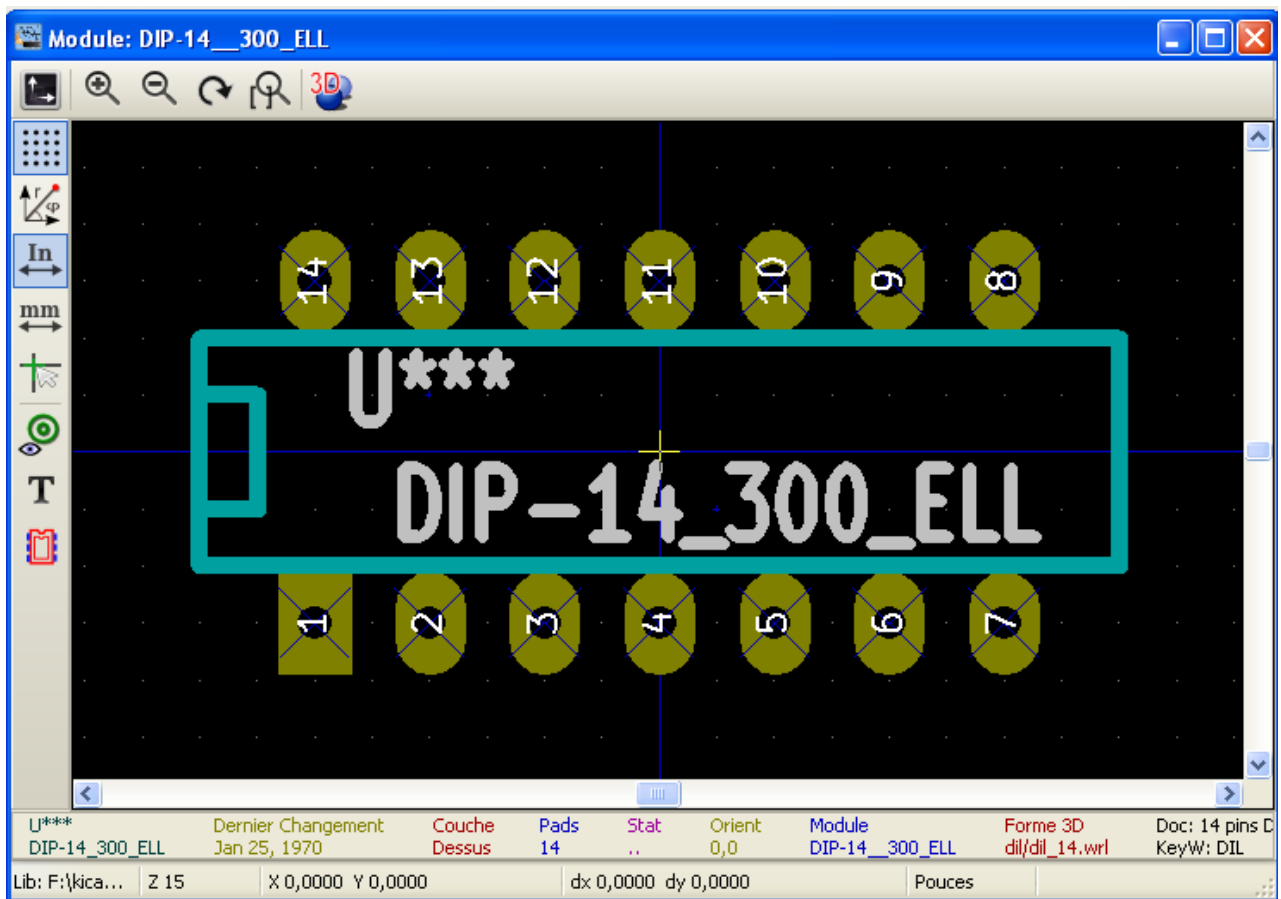 Module: DIP-14__300_ELL
3D
r
φ
In
mm
T
14 13 12 11 10 9 8
U***
DIP-14_300_ELL
1 2 3 4 5 6 7
U*** Dernier Changement Couche Pads Stat Orient Module Forme 3D Doc: 14 pins D
DIP-14_300_ELL Jan 25, 1970 Dessus 14 .. 0,0 DIP-14__300_ELL dil/dil_14.wrl KeyW: DIL
Lib: F:\kica... Z 15 X 0,0000 Y 0,0000 dx 0,0000 dy 0,0000 Pouces